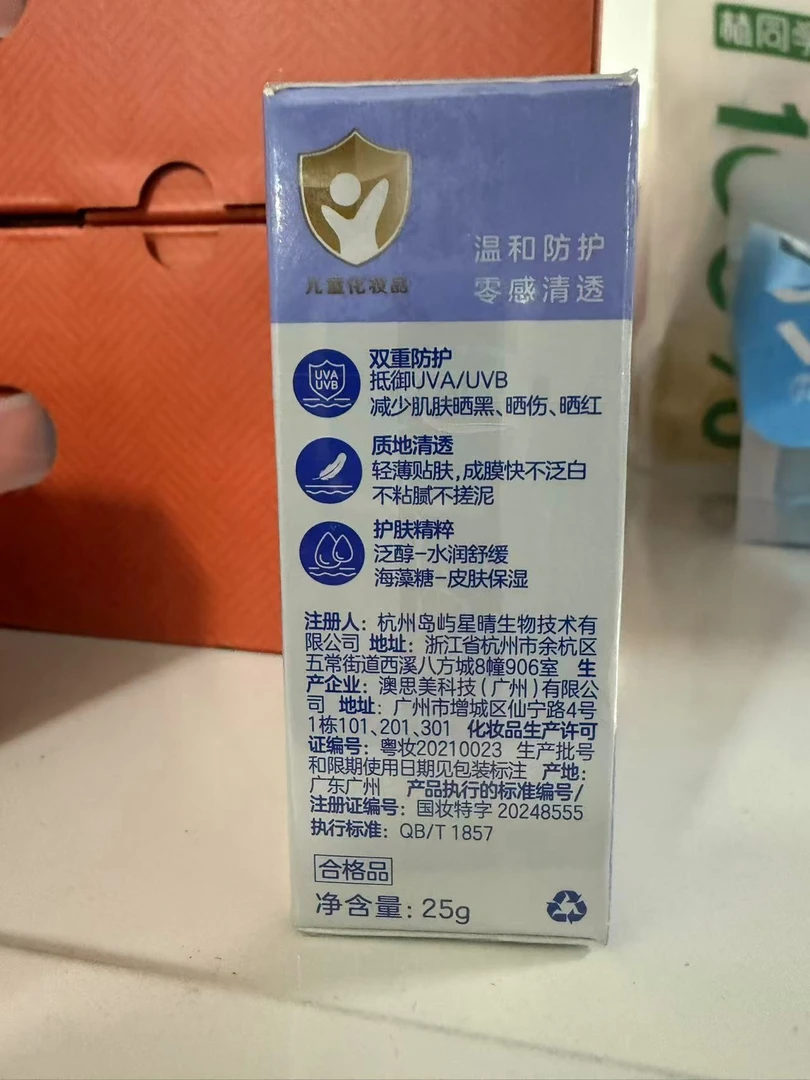 儿童化妆品
温和防护
零感清透
UVA
UVB
双重防护
抵御UVA/UVB
减少肌肤晒黑、晒伤、晒红
质地清透
轻薄贴肤,成膜快不泛白
不粘腻不搓泥
护肤精粹
泛醇-水润舒缓
海藻糖-皮肤保湿
注册人：杭州岛屿星晴生物技术有
限公司 地址：浙江省杭州市余杭区
五常街道西溪八方城8幢906室 生
产企业：澳思美科技(广州)有限公
司 地址：广州市增城区仙宁路4号
1栋101、201、301 化妆品生产许可
证编号：粤妆20210023 生产批号
和限期使用日期见包装标注 产地：
广东广州 产品执行的标准编号/
注册证编号：国妆特字 20248555
执行标准：QB/T 1857
合格品
净含量：25g